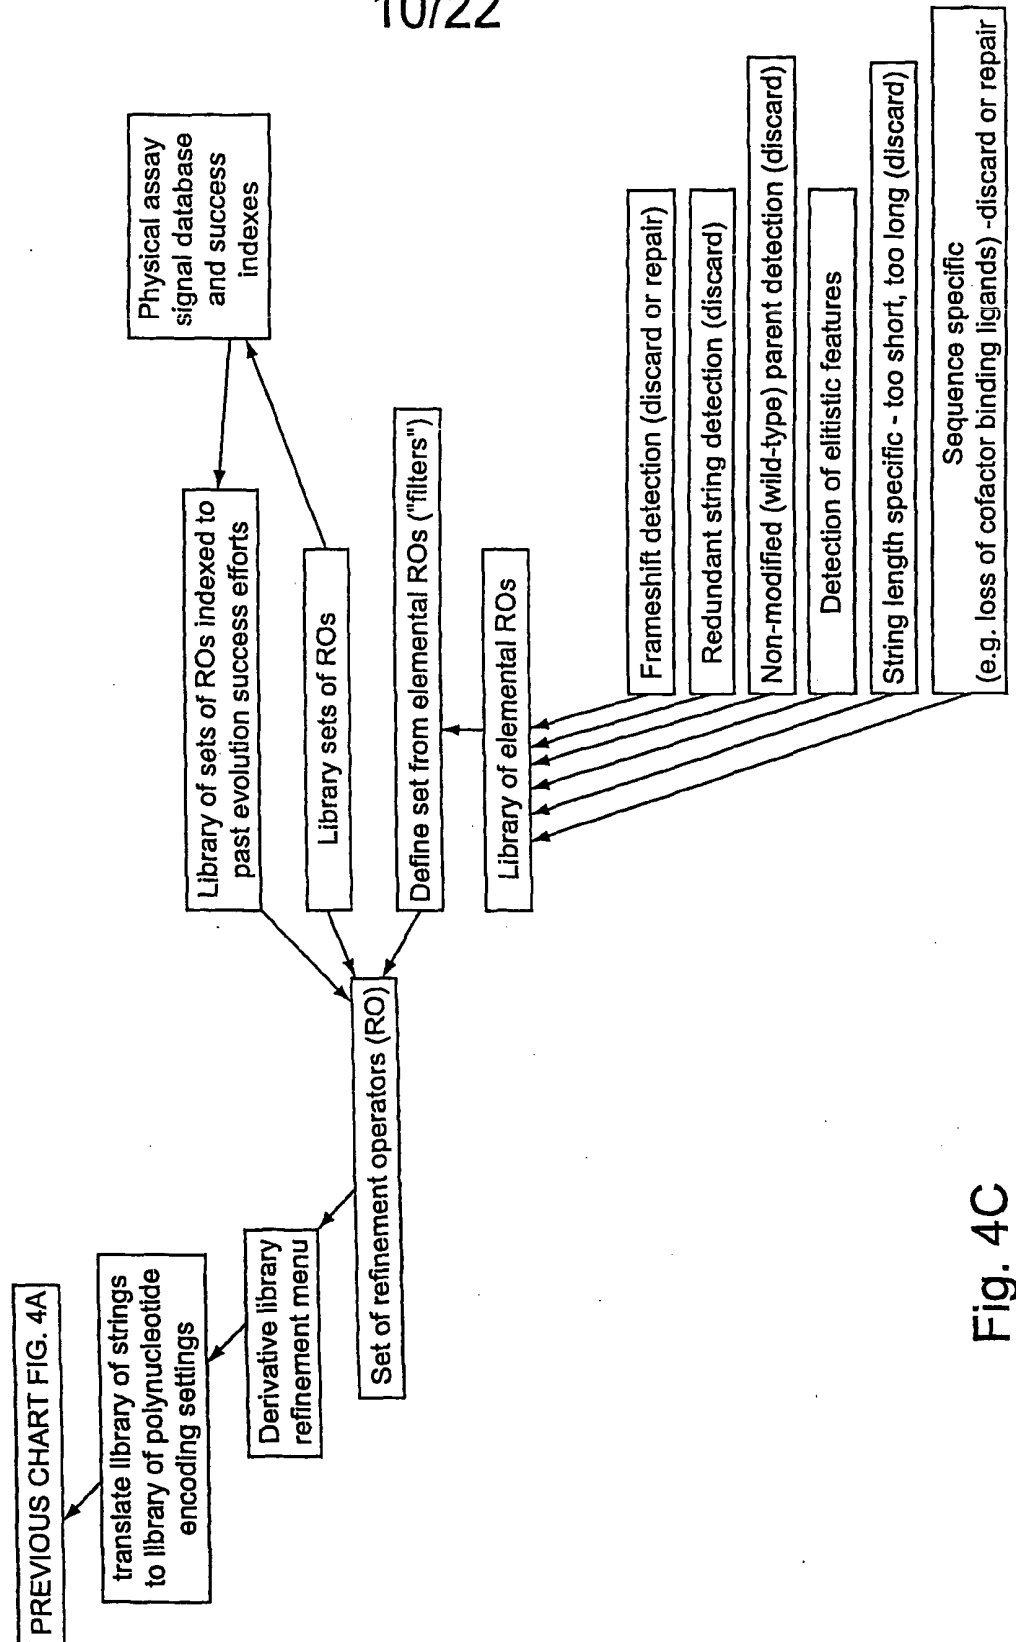 10/22
PREVIOUS CHART FIG. 4A
translate library of strings
to library of polynucleotide
encoding settings
Derivative library
refinement menu
Set of refinement operators (RO)
Library of sets of ROs indexed to
past evolution success efforts
Physical assay
signal database
and success
indexes
Library sets of ROs
Define set from elemental ROs ("filters")
Library of elemental ROs
Frameshift detection (discard or repair)
Redundant string detection (discard)
Non-modified (wild-type) parent detection (discard)
Detection of elitistic features
String length specific - too short, too long (discard)
Sequence specific
(e.g. loss of cofactor binding ligands) -discard or repair
Fig. 4C